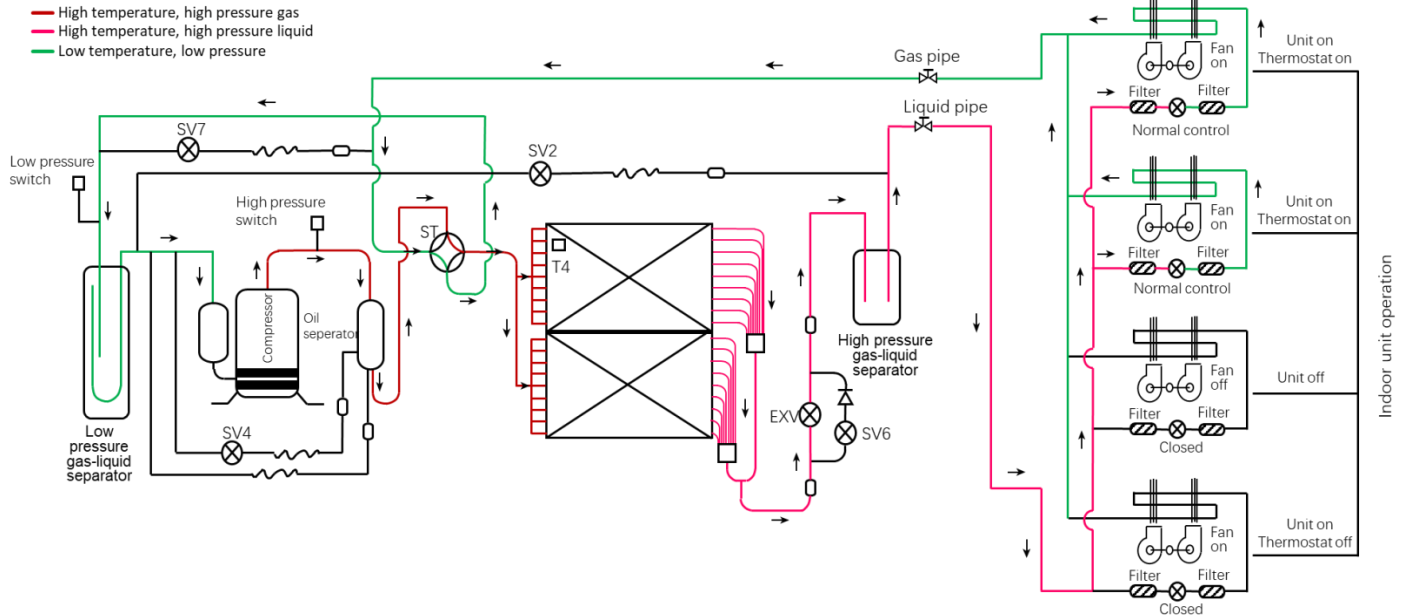 High temperature, high pressure gas
High temperature, high pressure liquid
Low temperature, low pressure
Gas pipe
Liquid pipe
SV7
SV2
Low pressure
switch
High pressure
switch
ST
T4
Compressor
Oil
seperator
SV4
Low
pressure
gas-liquid
separator
EXV
SV6
High pressure
gas-liquid
separator
Fan
on
Unit on
Thermostat on
Filter
Filter
Normal control
Fan
on
Unit on
Thermostat on
Filter
Filter
Normal control
Fan
off
Unit off
Filter
Filter
Closed
Fan
on
Unit on
Thermostat off
Filter
Filter
Closed
Indoor unit operation